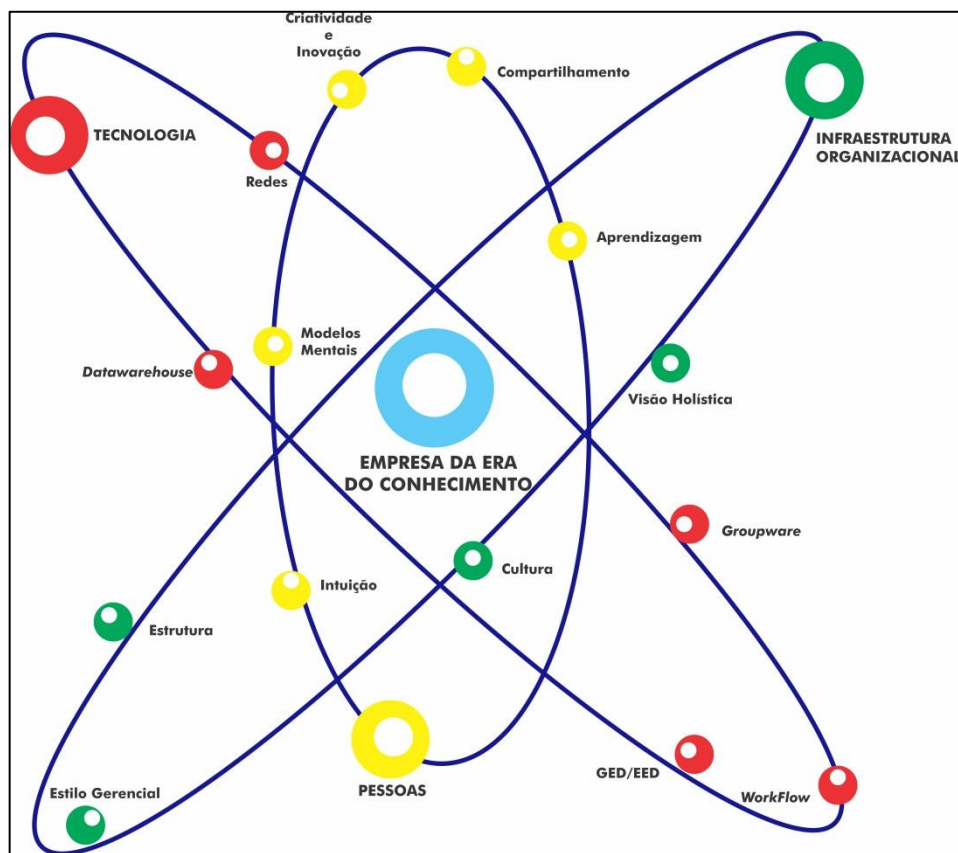 Criatividade
e
Inovação
Compartilhamento
TECNOLOGIA
INFRAESTRUTURA
ORGANIZACIONAL
Redes
Aprendizagem
Modelos
Mentais
Datawarehouse
Visão Holística
EMPRESA DA ERA
DO CONHECIMENTO
Groupware
Intuição
Cultura
Estrutura
GED/EED
Estilo Gerencial
PESSOAS
WorkFlow